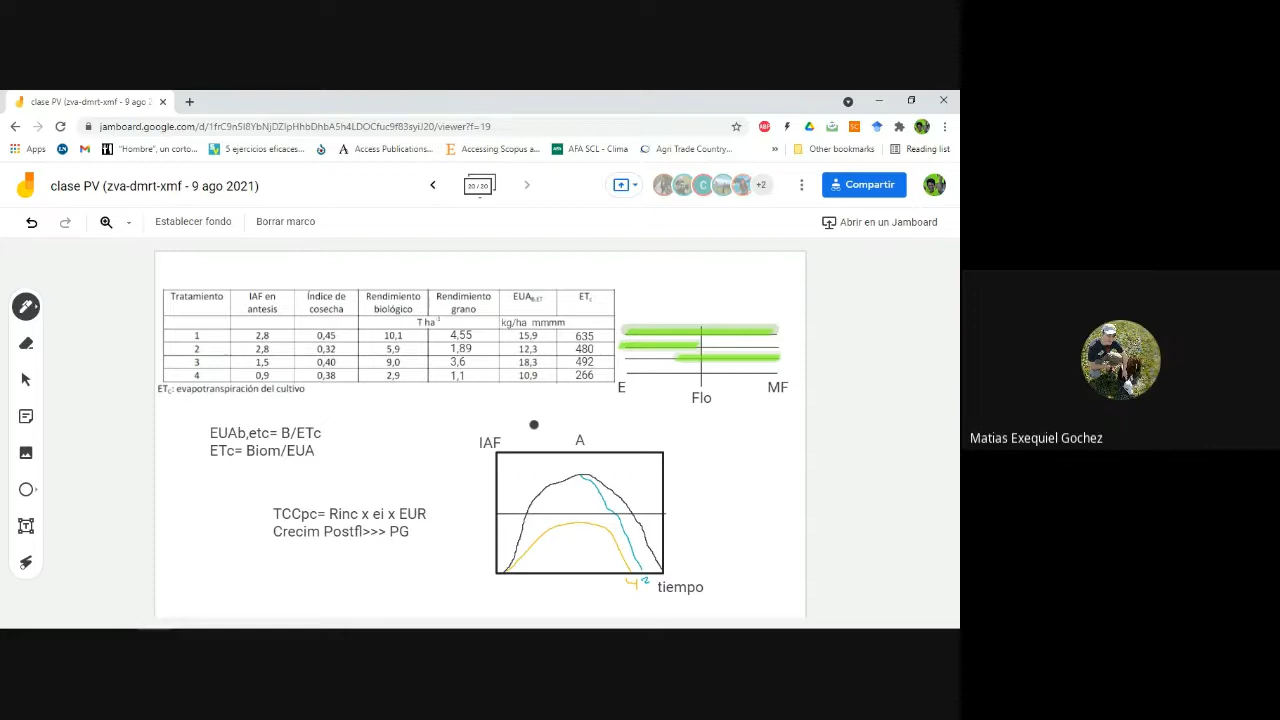 clase PV (zva-dmrt-xmf - 9 ago 2
jamboard.google.com/d/1frC9n5I8YbNjDZIpHhbDhbA5h4LDOCfuc9f83syiJ20/viewer?f=19
Apps
"Hombre", un corto...
5 ejercicios eficaces...
Access Publications...
Accessing Scopus a...
AFA SCL - Clima
Agri Trade Country...
»
Other bookmarks
Reading list
clase PV (zva-dmrt-xmf - 9 ago 2021)
20 / 20
C
+2
Compartir
Establecer fondo
Borrar marco
Abrir en un Jamboard
Tratamiento IAF en antesis Índice de cosecha Rendimiento biológico Rendimiento grano EUAB,ET ETc
T ha-1 kg/ha mmmm
1 2,8 0,45 10,1 4,55 15,9 635
2 2,8 0,32 5,9 1,89 12,3 480
3 1,5 0,40 9,0 3,6 18,3 492
4 0,9 0,38 2,9 1,1 10,9 266
ETc: evapotranspiración del cultivo
E
Flo
MF
EUAb,etc= B/ETc
ETc= Biom/EUA
IAF
A
TCCpc= Rinc x ei x EUR
Crecim Postfl>>> PG
4 2
tiempo
Matias Exequiel Gochez